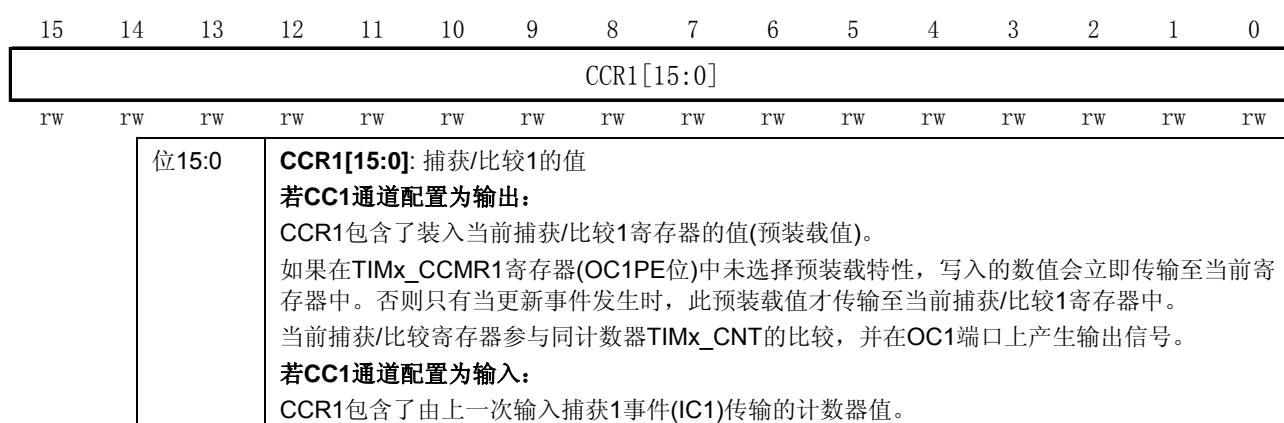 15 14 13 12 11 10 9 8 7 6 5 4 3 2 1 0
CCR1[15:0]
rw rw rw rw rw rw rw rw rw rw rw rw rw rw rw rw
位15:0 CCR1[15:0]: 捕获/比较1的值
若CC1通道配置为输出：
CCR1包含了装入当前捕获/比较1寄存器的值(预装载值)。
如果在TIMx_CCMR1寄存器(OC1PE位)中未选择预装载特性，写入的数值会立即传输至当前寄
存器中。否则只有当更新事件发生时，此预装载值才传输至当前捕获/比较1寄存器中。
当前捕获/比较寄存器参与同计数器TIMx_CNT的比较，并在OC1端口上产生输出信号。
若CC1通道配置为输入：
CCR1包含了由上一次输入捕获1事件(IC1)传输的计数器值。